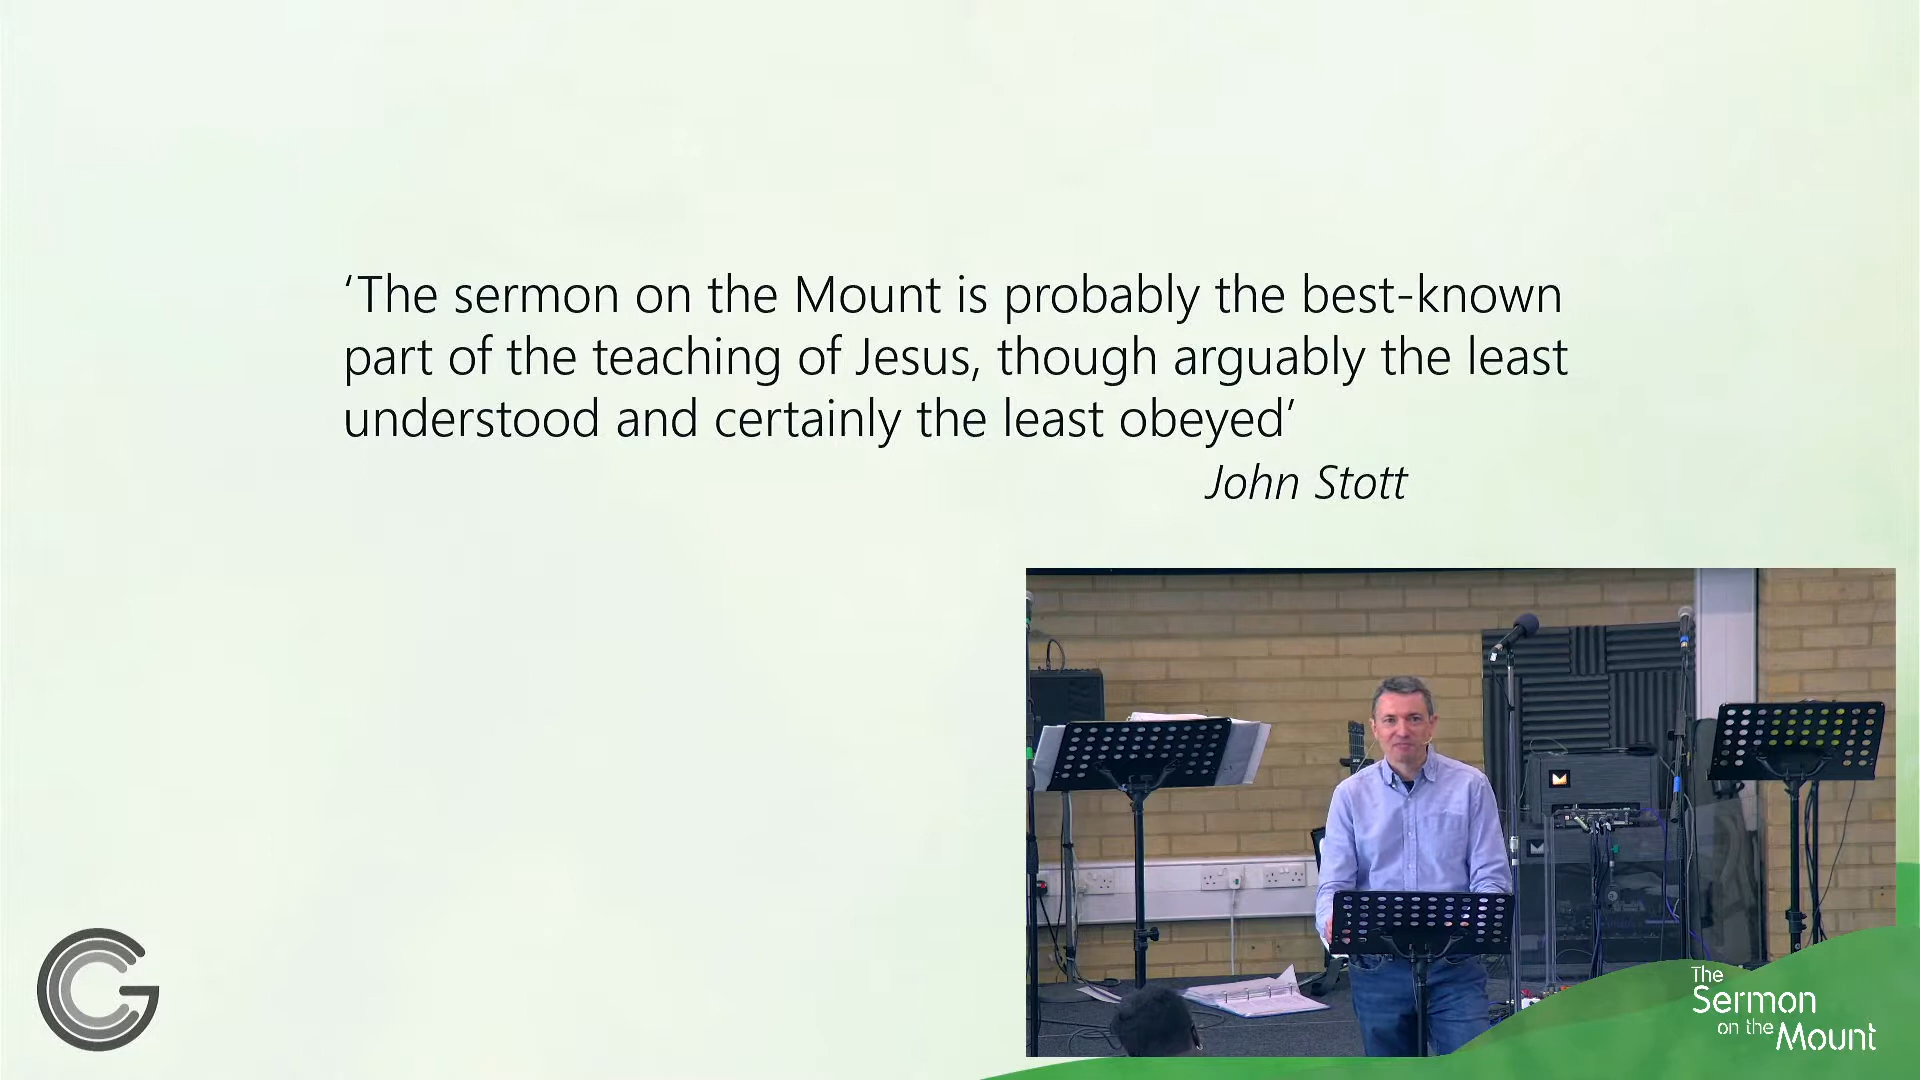 ‘The sermon on the Mount is probably the best-known
part of the teaching of Jesus, though arguably the least
understood and certainly the least obeyed’
John Stott
The
Sermon
on the
Mount